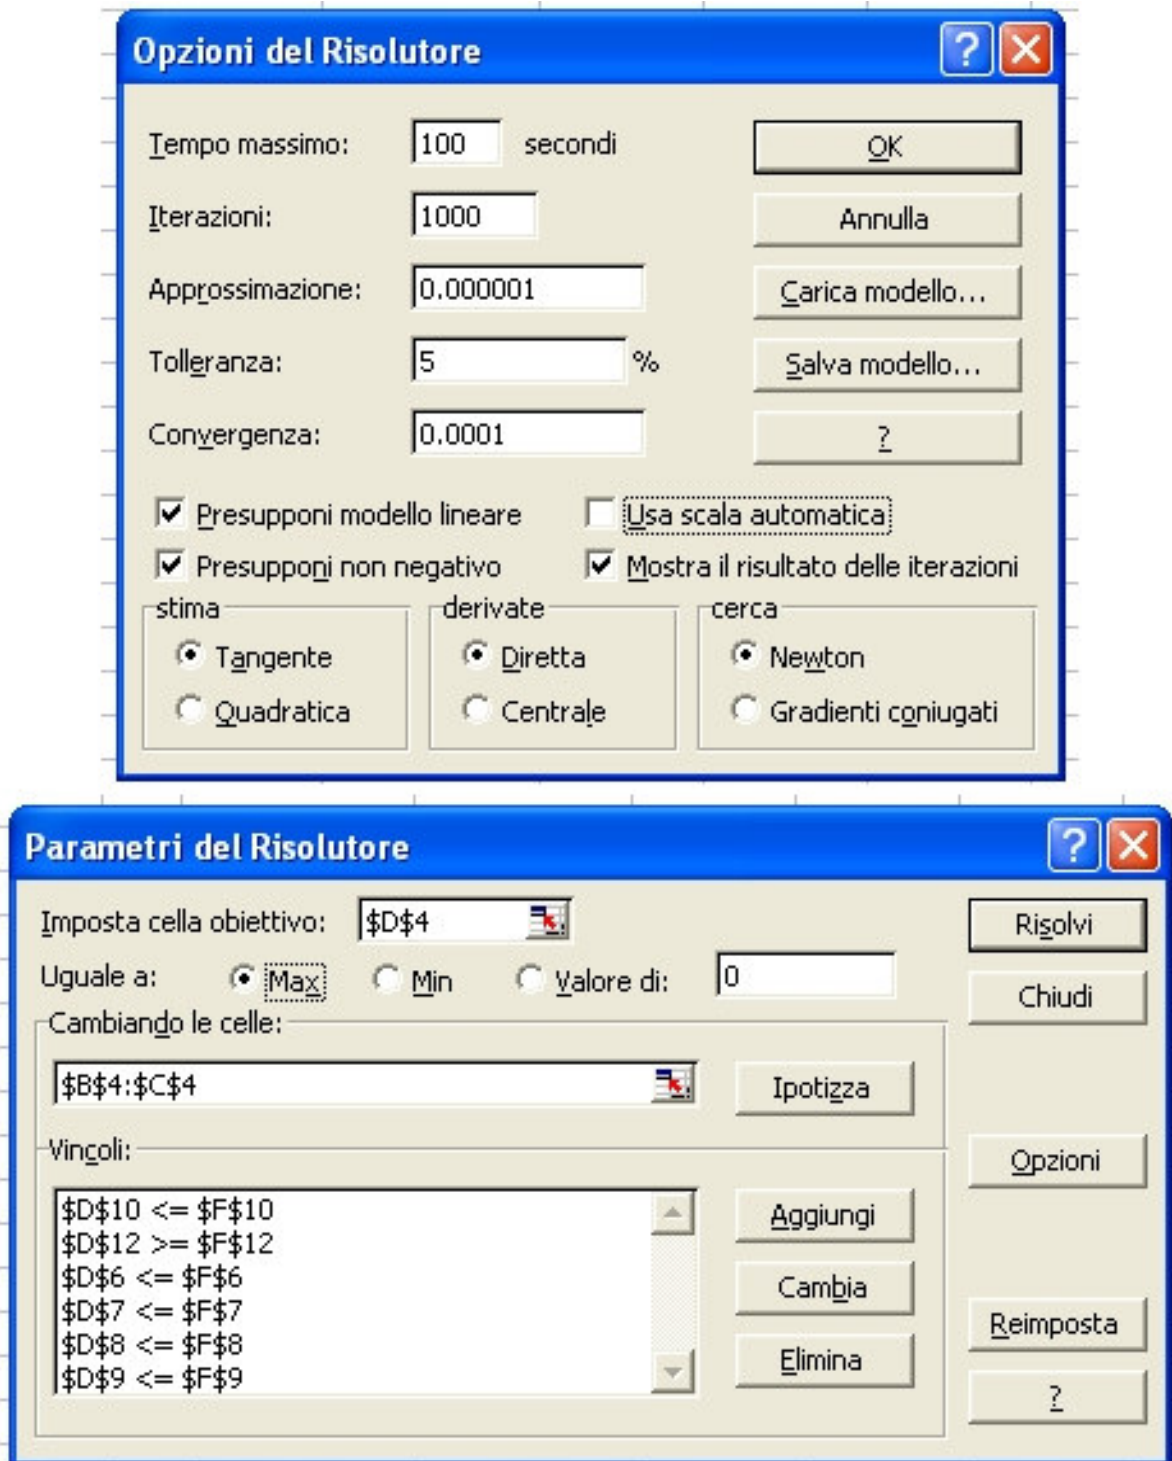 Opzioni del Risolutore
Tempo massimo: 100 secondi OK
Iterazioni: 1000 Annulla
Approssimazione: 0.000001 Carica modello...
Tolleranza: 5 % Salva modello...
Convergenza: 0.0001 ?
Presupponi modello lineare Usa scala automatica
Presupponi non negativo Mostra il risultato delle iterazioni
stima derivate cerca
Tangente Diretta Newton
Quadratica Centrale Gradienti coniugati
Parametri del Risolutore
Imposta cella obiettivo: $D$4 Risolvi
Uguale a: Max Min Valore di: 0
Chiudi
Cambiando le celle:
$B$4:$C$4 Ipotizza
Vincoli:
Opzioni
$D$10 <= $F$10 Aggiungi
$D$12 >= $F$12
$D$6 <= $F$6 Cambia
$D$7 <= $F$7 Reimposta
$D$8 <= $F$8 Elimina
$D$9 <= $F$9
?